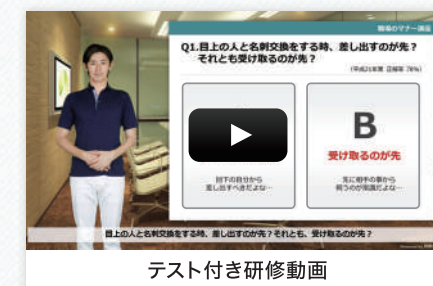 職場のマナー講座
Q1.目上の人と名刺交換をする時、差し出すのが先？
それとも受け取るのが先？
(平成21年度 正解率 78%)
B
受け取るのが先
目下の自分から
差し出すべきだよな…
先に相手の事から
伺うのが常識だよな…
目上の人と名刺交換をする時、差し出すのが先？それとも、受け取るのが先？
テスト付き研修動画